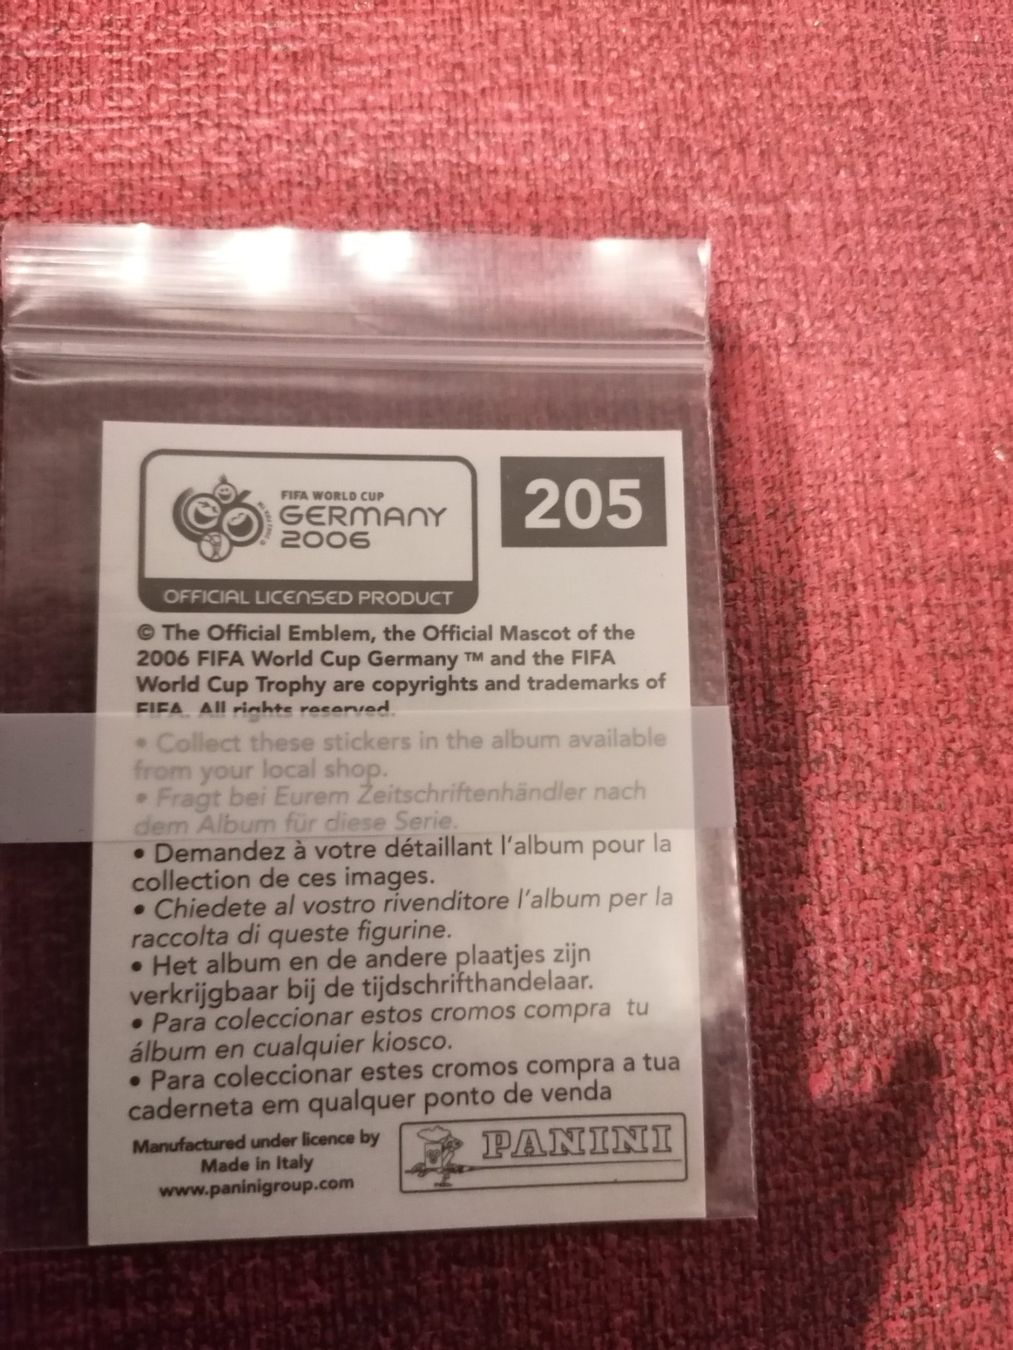 FIFA WORLD CUP
GERMANY
2006
205
OFFICIAL LICENSED PRODUCT
© The Official Emblem, the Official Mascot of the
2006 FIFA World Cup Germany ™ and the FIFA
World Cup Trophy are copyrights and trademarks of
FIFA. All rights reserved.
• Collect these stickers in the album available
from your local shop.
• Fragt bei Eurem Zeitschriftenhändler nach
dem Album für diese Serie.
• Demandez à votre détaillant l'album pour la
collection de ces images.
• Chiedete al vostro rivenditore l'album per la
raccolta di queste figurine.
• Het album en de andere plaatjes zijn
verkrijgbaar bij de tijdschrifthandelaar.
• Para coleccionar estos cromos compra tu
álbum en cualquier kiosco.
• Para coleccionar estes cromos compra a tua
caderneta em qualquer ponto de venda
Manufactured under licence by
Made in Italy
www.paninigroup.com
PANINI